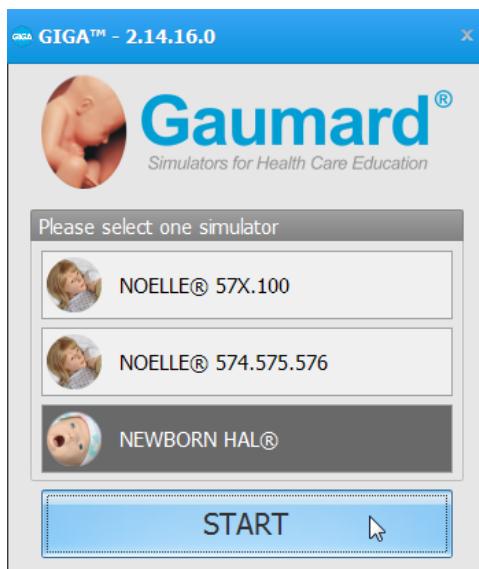 GIGA GIGA™ - 2.14.16.0 x
Gaumard®
Simulators for Health Care Education
Please select one simulator
NOELLE® 57X.100
NOELLE® 574.575.576
NEWBORN HAL®
START